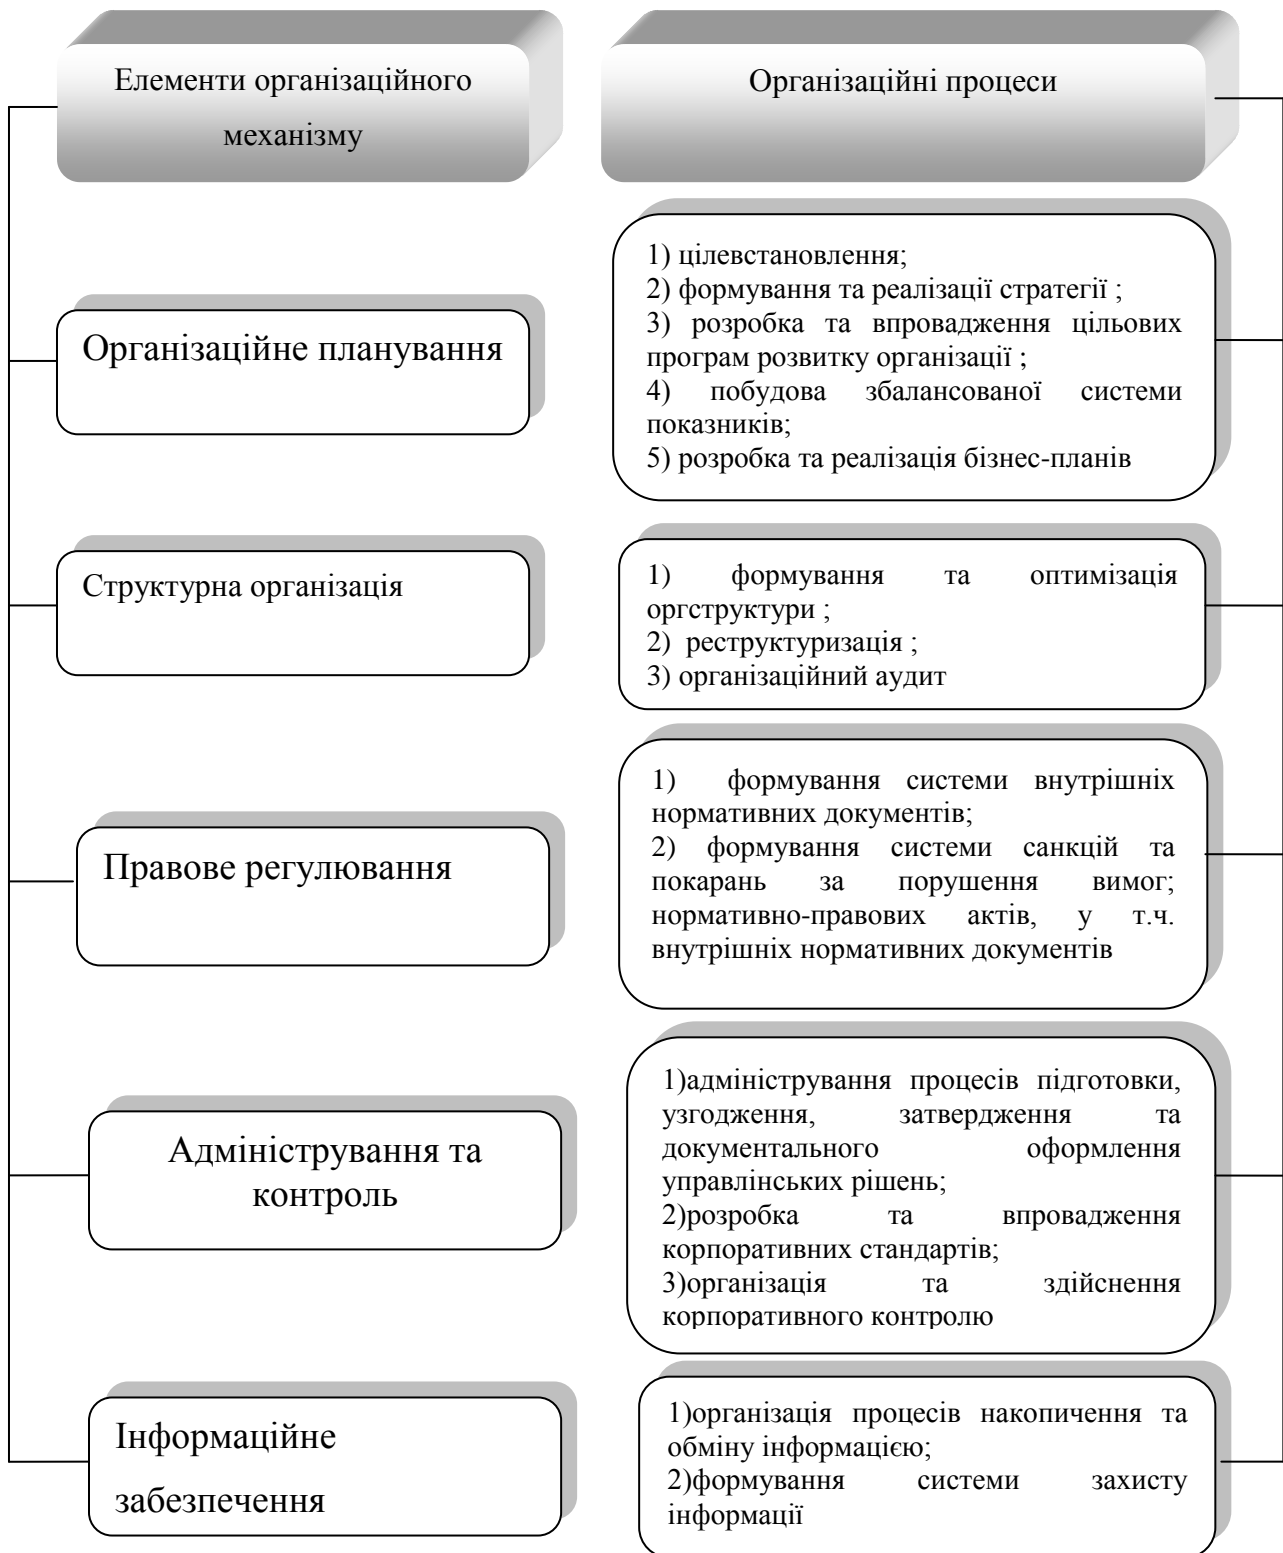 Елементи організаційного
механізму
Організаційні процеси
Організаційне планування
1) цілевстановлення;
2) формування та реалізації стратегії ;
3) розробка та впровадження цільових
програм розвитку організації ;
4) побудова збалансованої системи
показників;
5) розробка та реалізація бізнес-планів
Структурна організація
1) формування та оптимізація
оргструктури ;
2) реструктуризація ;
3) організаційний аудит
Правове регулювання
1) формування системи внутрішніх
нормативних документів;
2) формування системи санкцій та
покарань за порушення вимог;
нормативно-правових актів, у т.ч.
внутрішніх нормативних документів
Адміністрування та
контроль
1)адміністрування процесів підготовки,
узгодження, затвердження та
документального оформлення
управлінських рішень;
2)розробка та впровадження
корпоративних стандартів;
3)організація та здійснення
корпоративного контролю
Інформаційне
забезпечення
1)організація процесів накопичення та
обміну інформацією;
2)формування системи захисту
інформації